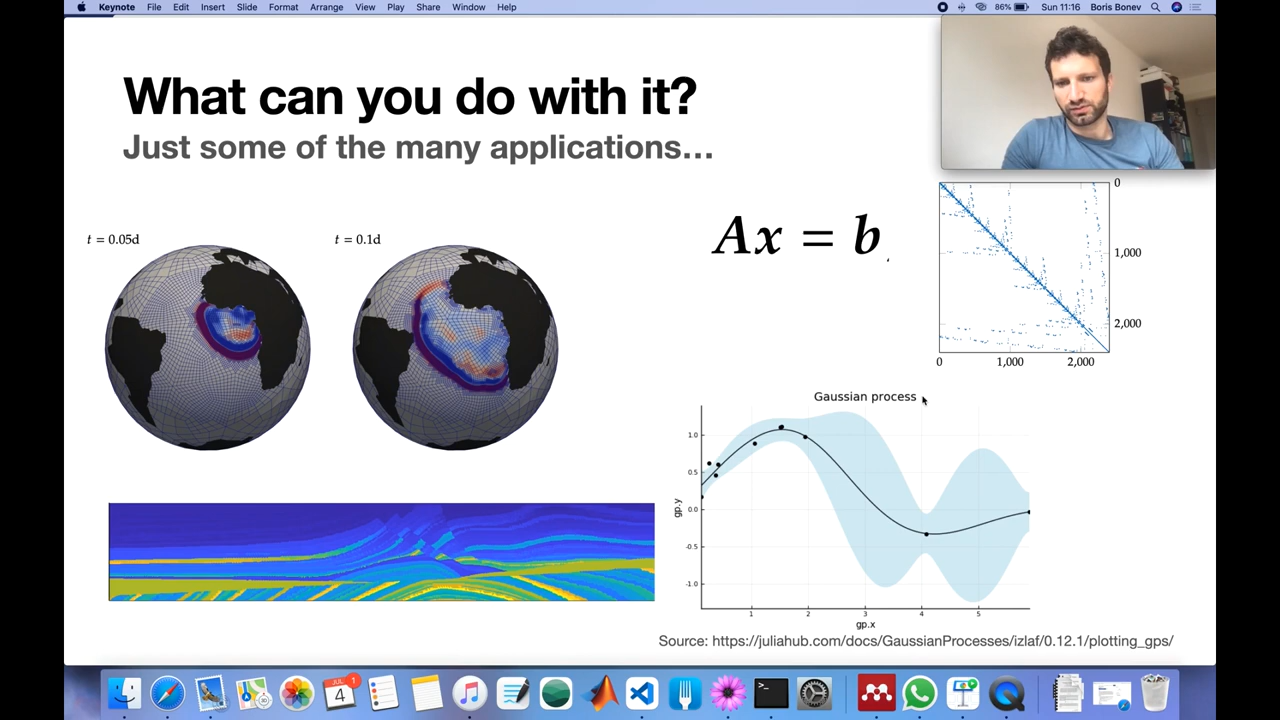 Keynote File Edit Insert Slide Format Arrange View Play Share Window Help 86% Sun 11:16 Boris Bonev
What can you do with it?
Just some of the many applications…
t = 0.05d
t = 0.1d
Ax = b,
0
1,000
2,000
0 1,000 2,000
Gaussian process
1.0
0.5
0.0
-0.5
-1.0
gp.y
1 2 3 4 5
gp.x
Source: https://juliahub.com/docs/GaussianProcesses/izlaf/0.12.1/plotting_gps/
JUL 1
4